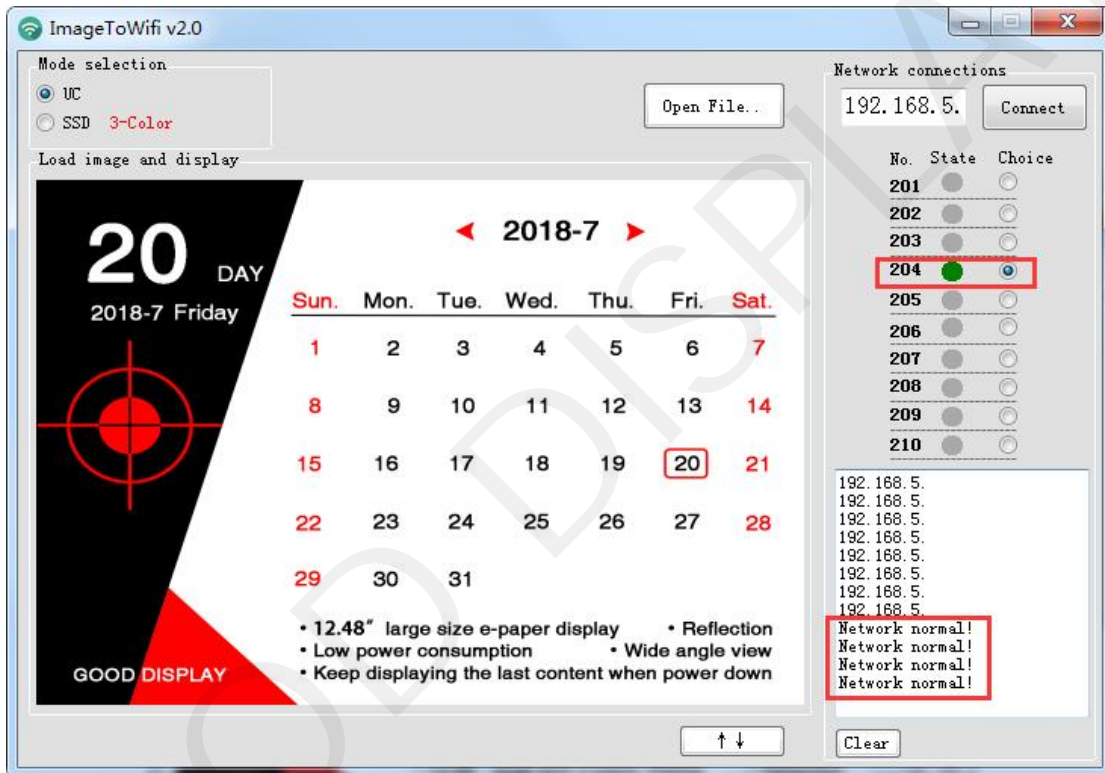 ImageToWifi v2.0
Mode selection
UC
SSD 3-Color
Open File..
Network connections
192.168.5.
Connect
Load image and display
20 DAY
2018-7 Friday
GOOD DISPLAY
2018-7
Sun. Mon. Tue. Wed. Thu. Fri. Sat.
1 2 3 4 5 6 7
8 9 10 11 12 13 14
15 16 17 18 19 20 21
22 23 24 25 26 27 28
29 30 31
• 12.48″ large size e-paper display • Reflection
• Low power consumption • Wide angle view
• Keep displaying the last content when power down
↑↓
No. State Choice
201
202
203
204
205
206
207
208
209
210
192.168.5.
192.168.5.
192.168.5.
192.168.5.
192.168.5.
192.168.5.
192.168.5.
192.168.5.
Network normal!
Network normal!
Network normal!
Network normal!
Clear
OD DISPLA